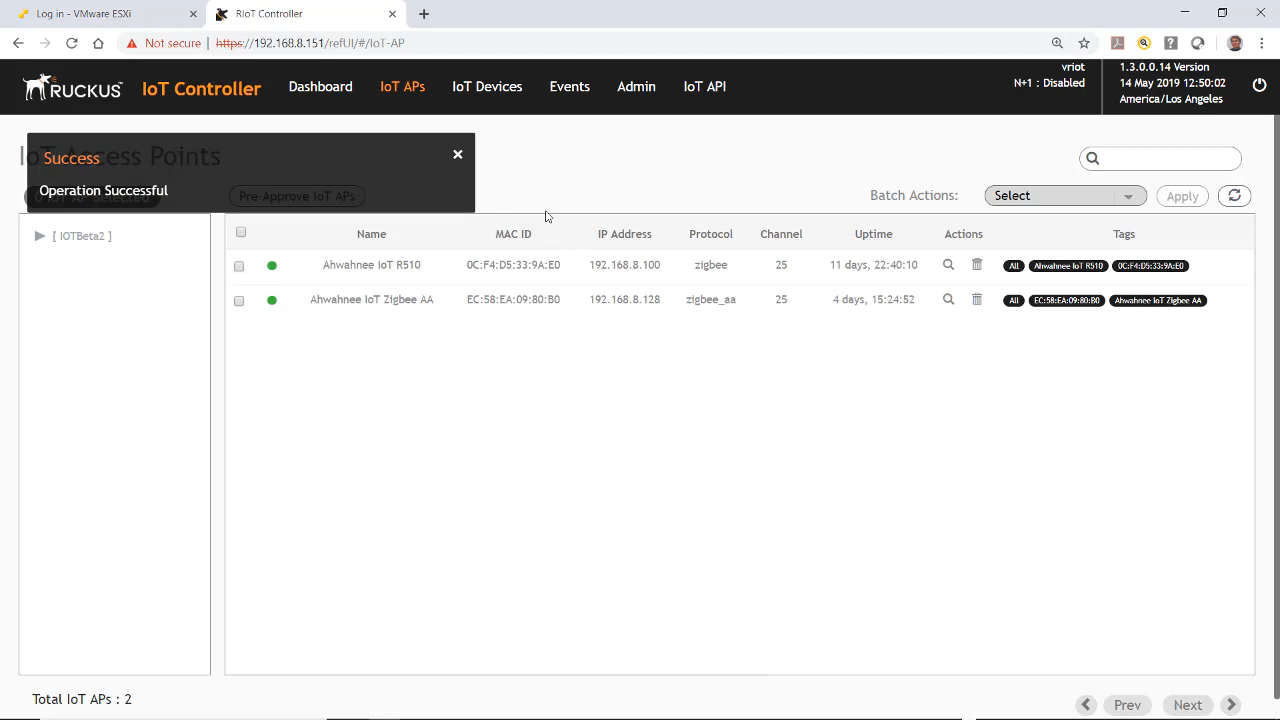 Log in - VMware ESXi
RIoT Controller
Not secure | https://192.168.8.151/refUI/#/IoT-AP
RUCKUS™ IoT Controller Dashboard IoT APs IoT Devices Events Admin IoT API
vriot
N+1 : Disabled
1.3.0.0.14 Version
14 May 2019 12:50:02
America/Los Angeles
IoT Access Points
Success
Operation Successful
Pre-Approve IoT APs
Batch Actions: Select Apply
[ IOTBeta2 ]
Name MAC ID IP Address Protocol Channel Uptime Actions Tags
Ahwahnee IoT R510 0C:F4:D5:33:9A:E0 192.168.8.100 zigbee 25 11 days, 22:40:10 All Ahwahnee IoT R510 0C:F4:D5:33:9A:E0
Ahwahnee IoT Zigbee AA EC:58:EA:09:80:B0 192.168.8.128 zigbee_aa 25 4 days, 15:24:52 All EC:58:EA:09:80:B0 Ahwahnee IoT Zigbee AA
Total IoT APs : 2
Prev Next